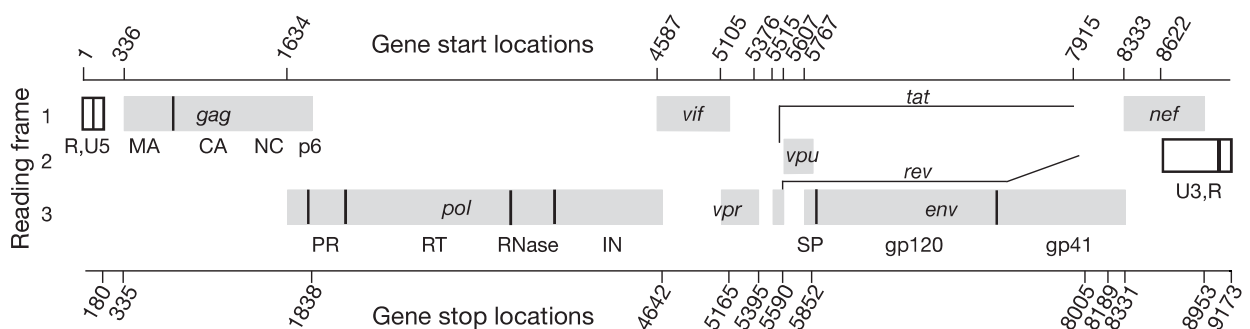 1 336 1634 Gene start locations 4587 5105 5376 5515 5607 5767 7915 8333 8622
Reading frame
1 gag vif tat nef
R,U5 MA CA NC p6
2 vpu
rev U3,R
3 pol vpr env
PR RT RNase IN SP gp120 gp41
180 335 1838 Gene stop locations 4642 5165 5395 5590 5852 8005 8189 8331 8953 9173